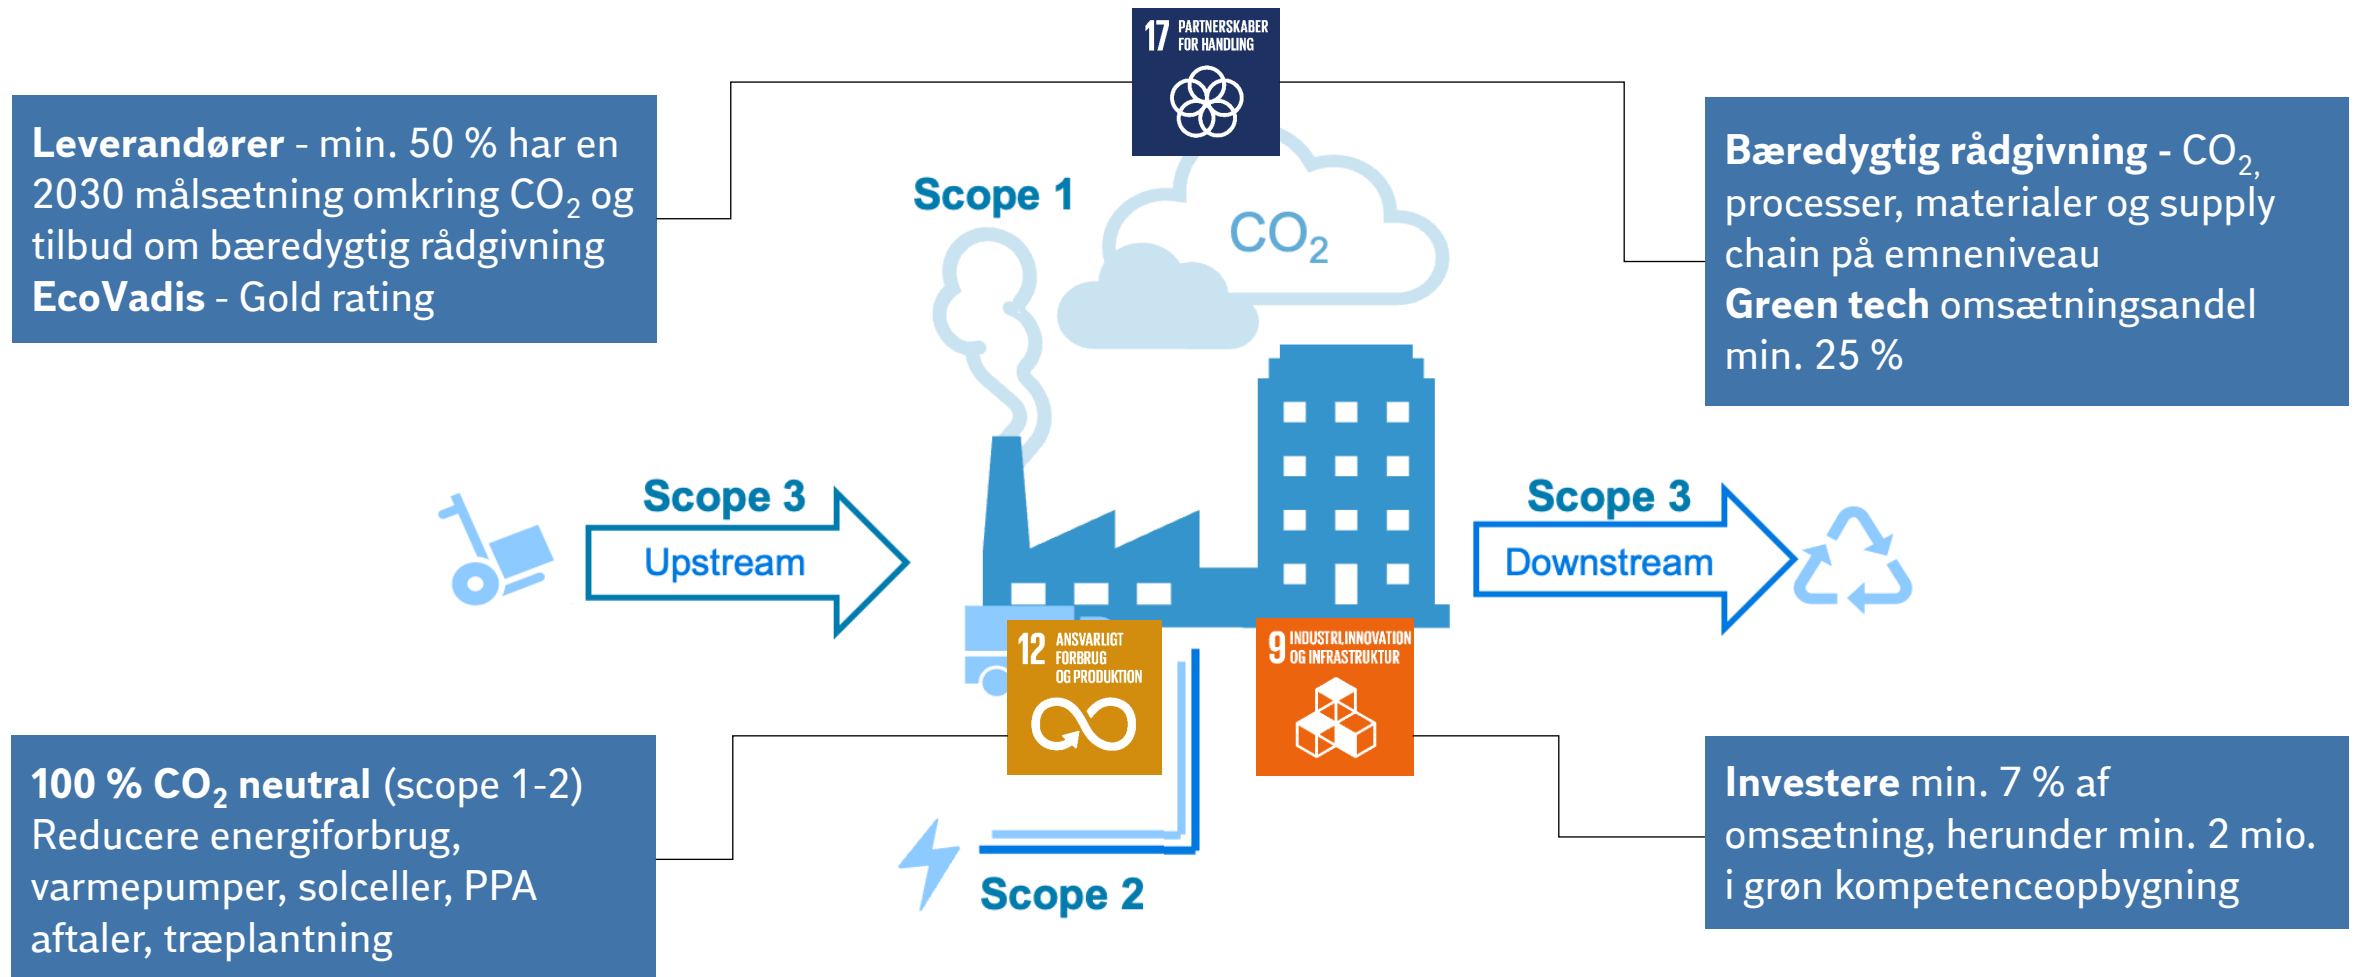 17 PARTNERSKABER
FOR HANDLING
Leverandører - min. 50 % har en
2030 målsætning omkring CO₂ og
tilbud om bæredygtig rådgivning
EcoVadis - Gold rating
Bæredygtig rådgivning - CO₂,
processer, materialer og supply
chain på emneniveau
Green tech omsætningsandel
min. 25 %
Scope 1
CO₂
Scope 3
Upstream
Scope 3
Downstream
12 ANSVARLIGT
FORBRUG
OG PRODUKTION
9 INDUSTRI,INNOVATION
OG INFRASTRUKTUR
100 % CO₂ neutral (scope 1-2)
Reducere energiforbrug,
varmepumper, solceller, PPA
aftaler, træplantning
Scope 2
Investere min. 7 % af
omsætning, herunder min. 2 mio.
i grøn kompetenceopbygning